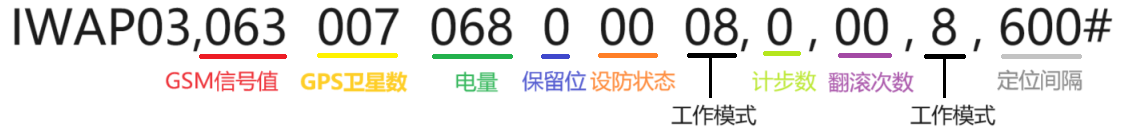 IWAP03,063 007 068 0 00 08, 0 , 00 , 8 , 600#
GSM信号值 GPS卫星数 电量 保留位 设防状态 计步数 翻滚次数 定位间隔
工作模式 工作模式